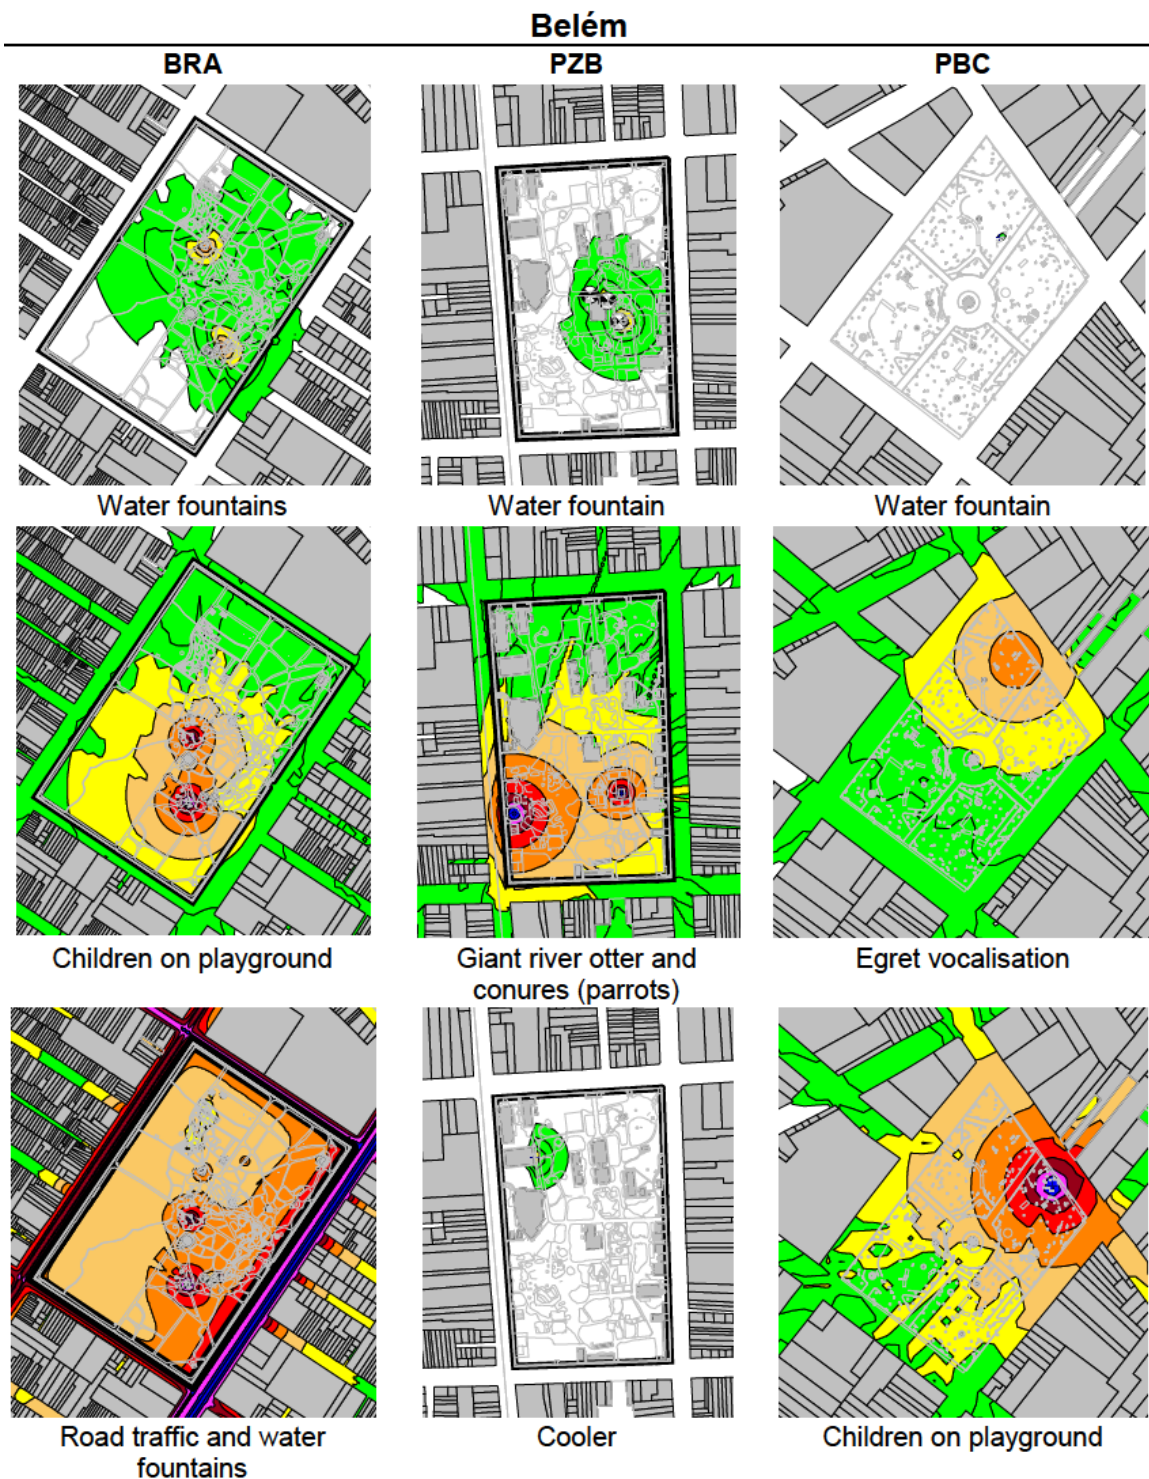 Belém
BRA PZB PBC
Water fountains Water fountain Water fountain
Children on playground Giant river otter and conures (parrots) Egret vocalisation
Road traffic and water fountains Cooler Children on playground